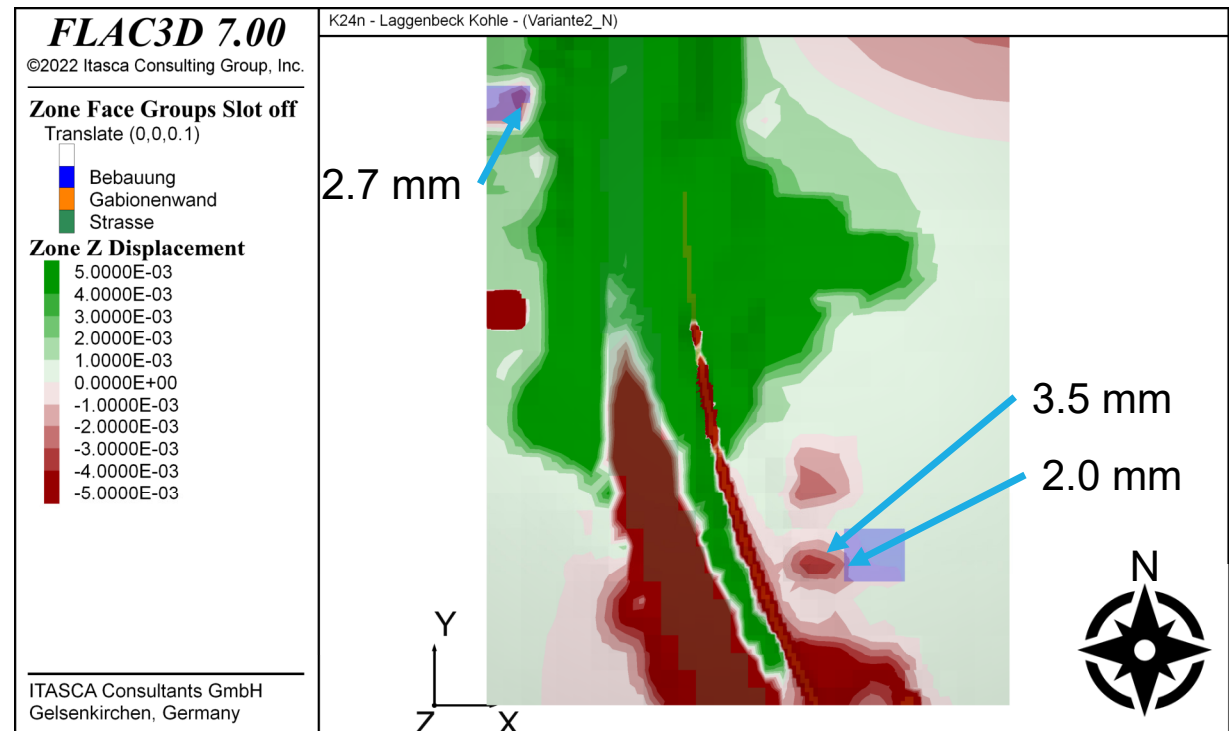 FLAC3D 7.00
©2022 Itasca Consulting Group, Inc.
Zone Face Groups Slot off
Translate (0,0,0.1)
Bebauung
Gabionenwand
Strasse
Zone Z Displacement
5.0000E-03
4.0000E-03
3.0000E-03
2.0000E-03
1.0000E-03
0.0000E+00
-1.0000E-03
-2.0000E-03
-3.0000E-03
-4.0000E-03
-5.0000E-03
ITASCA Consultants GmbH
Gelsenkirchen, Germany
K24n - Laggenbeck Kohle - (Variante2_N)
2.7 mm
3.5 mm
2.0 mm
N
Y
Z X